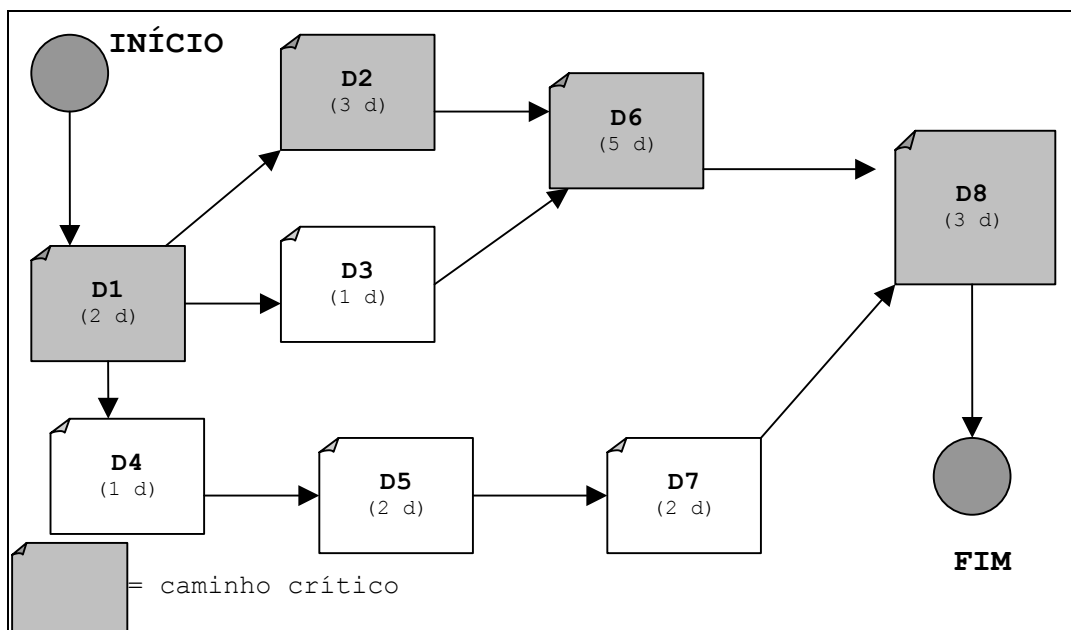 INÍCIO
D2
(3 d)
D6
(5 d)
D8
(3 d)
D1
(2 d)
D3
(1 d)
D4
(1 d)
D5
(2 d)
D7
(2 d)
FIM
= caminho crítico